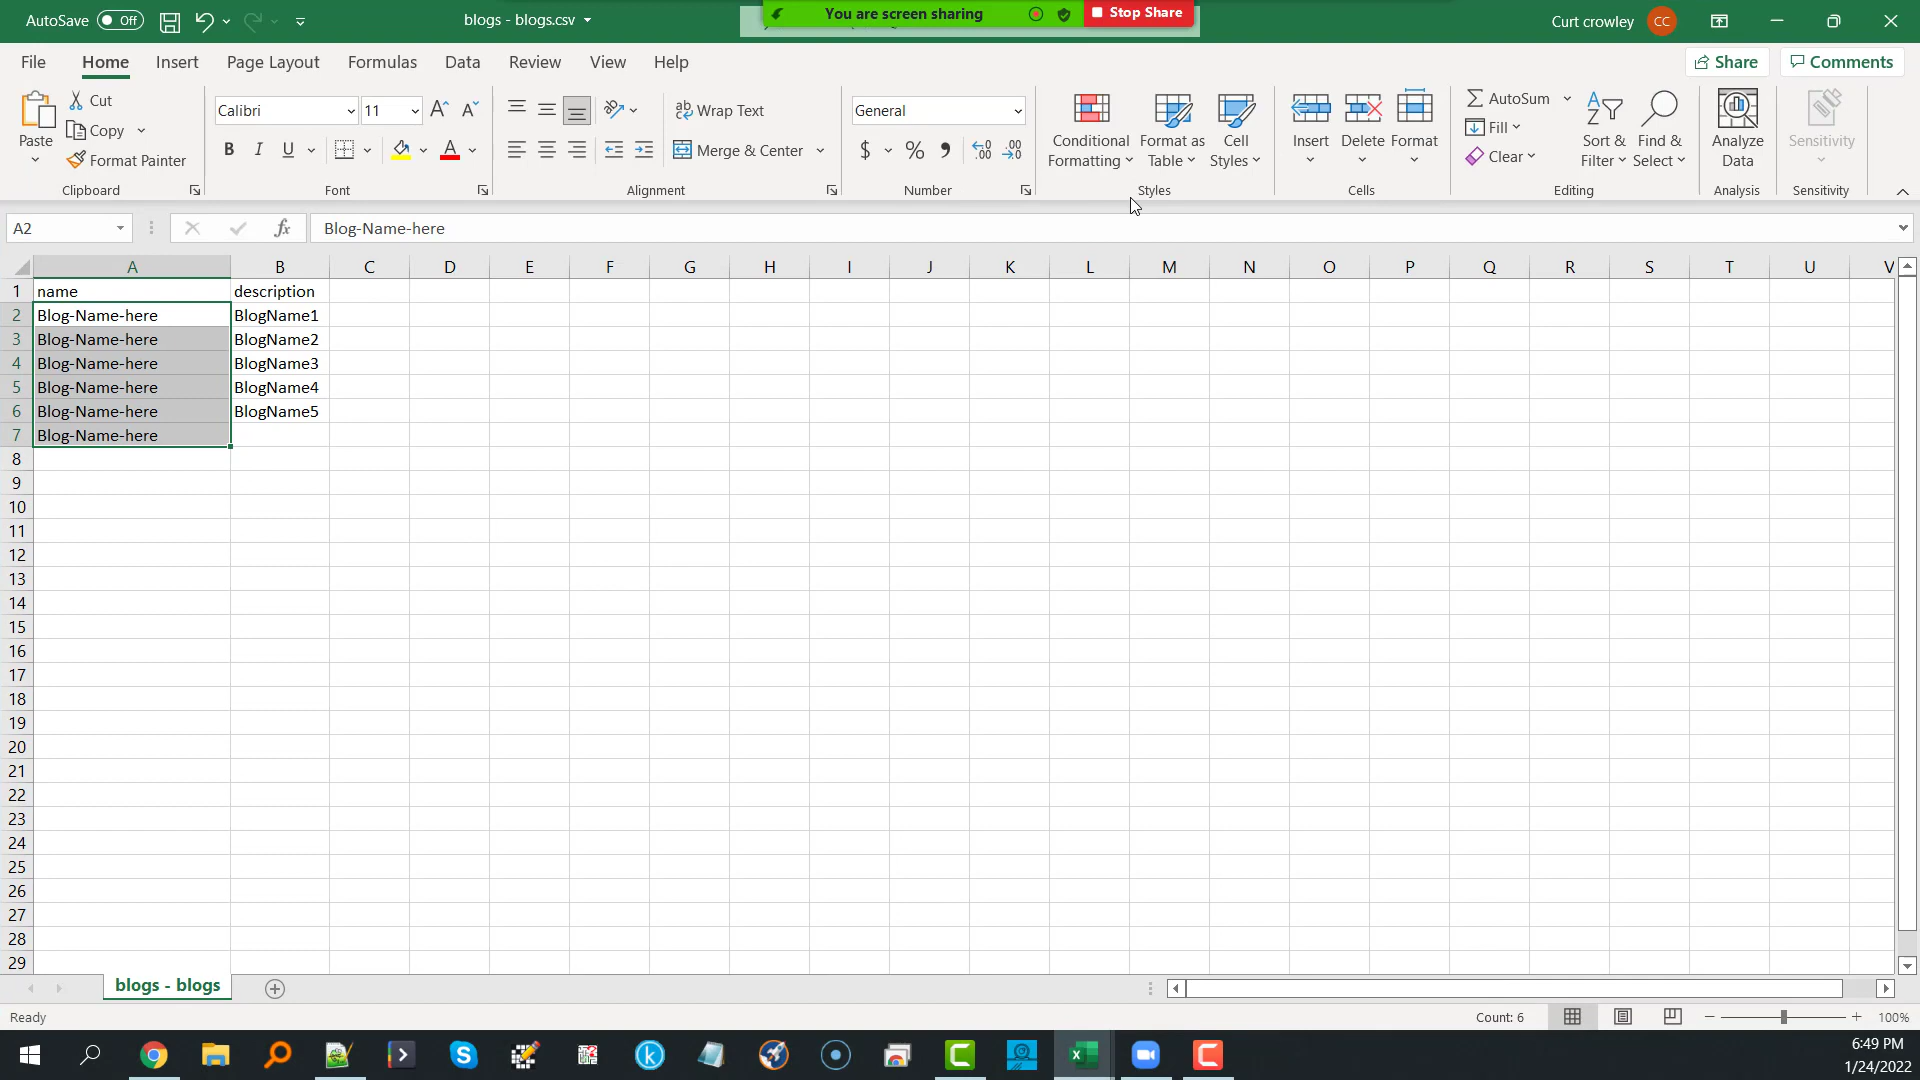 AutoSave Off blogs - blogs.csv You are screen sharing Stop Share Curt crowley CC
File Home Insert Page Layout Formulas Data Review View Help Share Comments
Paste Cut Copy Format Painter Clipboard
Calibri 11 B I U A Font
ab Wrap Text Merge & Center Alignment
General $ % Number
Conditional Formatting Format as Table Cell Styles Styles
Insert Delete Format Cells
AutoSum Fill Clear Sort & Filter Find & Select Editing
Analyze Data Analysis
Sensitivity Sensitivity
A2 fx Blog-Name-here
A B C D E F G H I J K L M N O P Q R S T U V
1 name description
2 Blog-Name-here BlogName1
3 Blog-Name-here BlogName2
4 Blog-Name-here BlogName3
5 Blog-Name-here BlogName4
6 Blog-Name-here BlogName5
7 Blog-Name-here
8
9
10
11
12
13
14
15
16
17
18
19
20
21
22
23
24
25
26
27
28
29
blogs - blogs
Ready Count: 6 100%
6:49 PM
1/24/2022